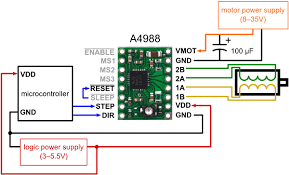 motor power supply
(8–35V)
A4988
ENABLE
MS1
MS2
MS3
RESET
SLEEP
STEP
DIR
VMOT
GND
2B
2A
1A
1B
VDD
GND
100 µF
VDD
microcontroller
GND
logic power supply
(3–5.5V)